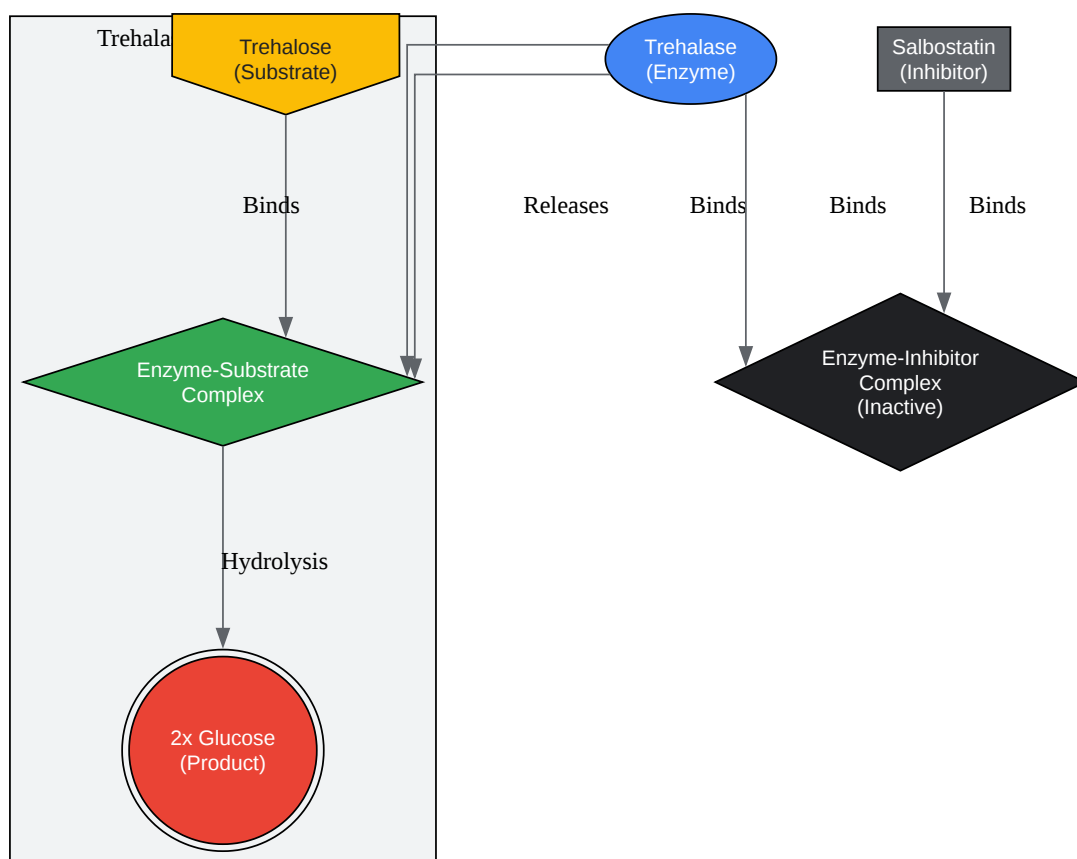 Trehala
Trehalose
(Substrate)
Trehalase
(Enzyme)
Salbostatin
(Inhibitor)
Binds
Releases
Binds
Binds
Binds
Enzyme-Substrate
Complex
Enzyme-Inhibitor
Complex
(Inactive)
Hydrolysis
2x Glucose
(Product)